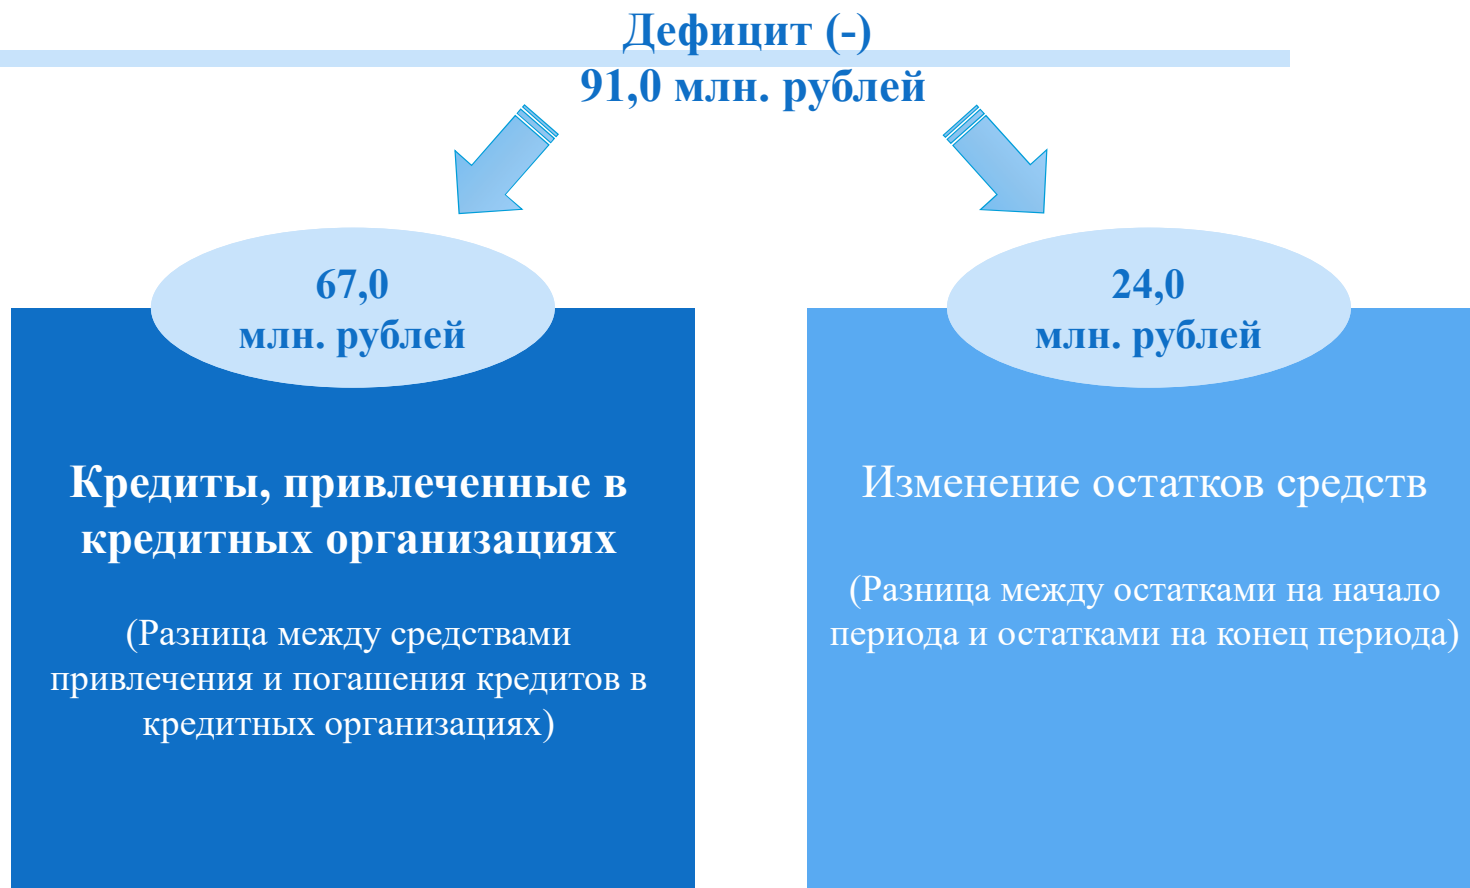 Дефицит (-)
91,0 млн. рублей
67,0
млн. рублей
Кредиты, привлеченные в
кредитных организациях
(Разница между средствами
привлечения и погашения кредитов в
кредитных организациях)
24,0
млн. рублей
Изменение остатков средств
(Разница между остатками на начало
периода и остатками на конец периода)